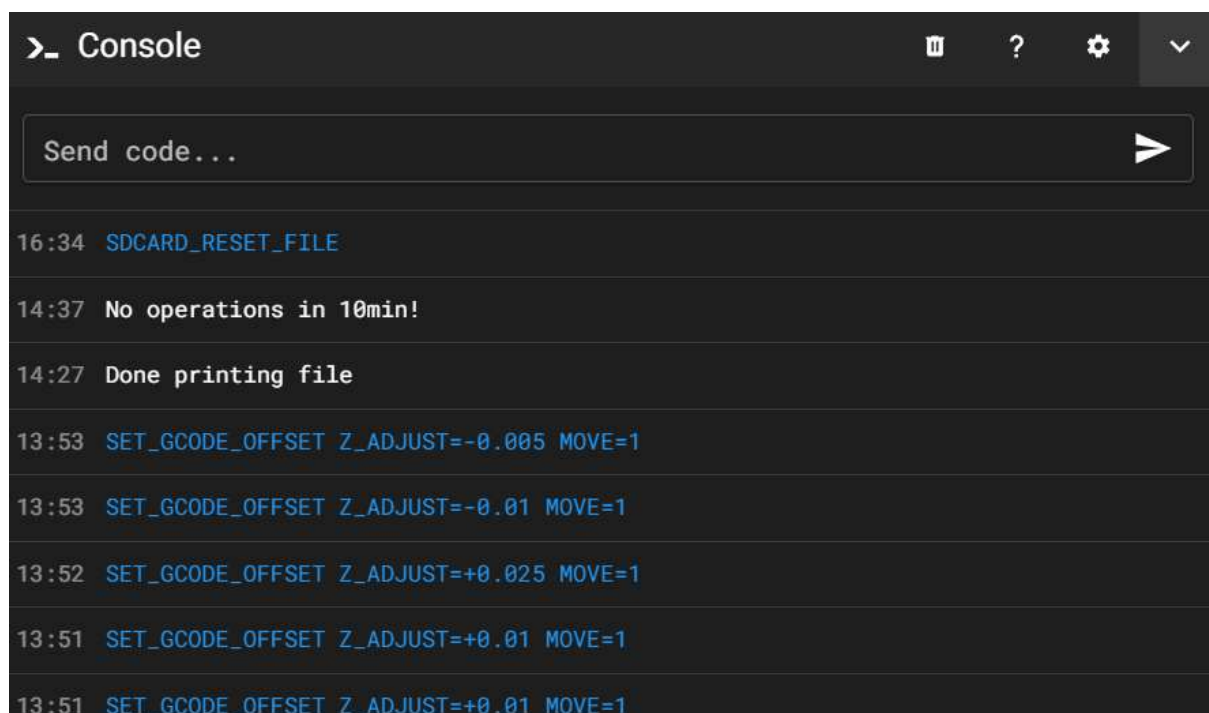 Console
?
Send code...
16:34 SDCARD_RESET_FILE
14:37 No operations in 10min!
14:27 Done printing file
13:53 SET_GCODE_OFFSET Z_ADJUST=-0.005 MOVE=1
13:53 SET_GCODE_OFFSET Z_ADJUST=-0.01 MOVE=1
13:52 SET_GCODE_OFFSET Z_ADJUST=+0.025 MOVE=1
13:51 SET_GCODE_OFFSET Z_ADJUST=+0.01 MOVE=1
13:51 SET_GCODE_OFFSET Z_ADJUST=+0.01 MOVE=1